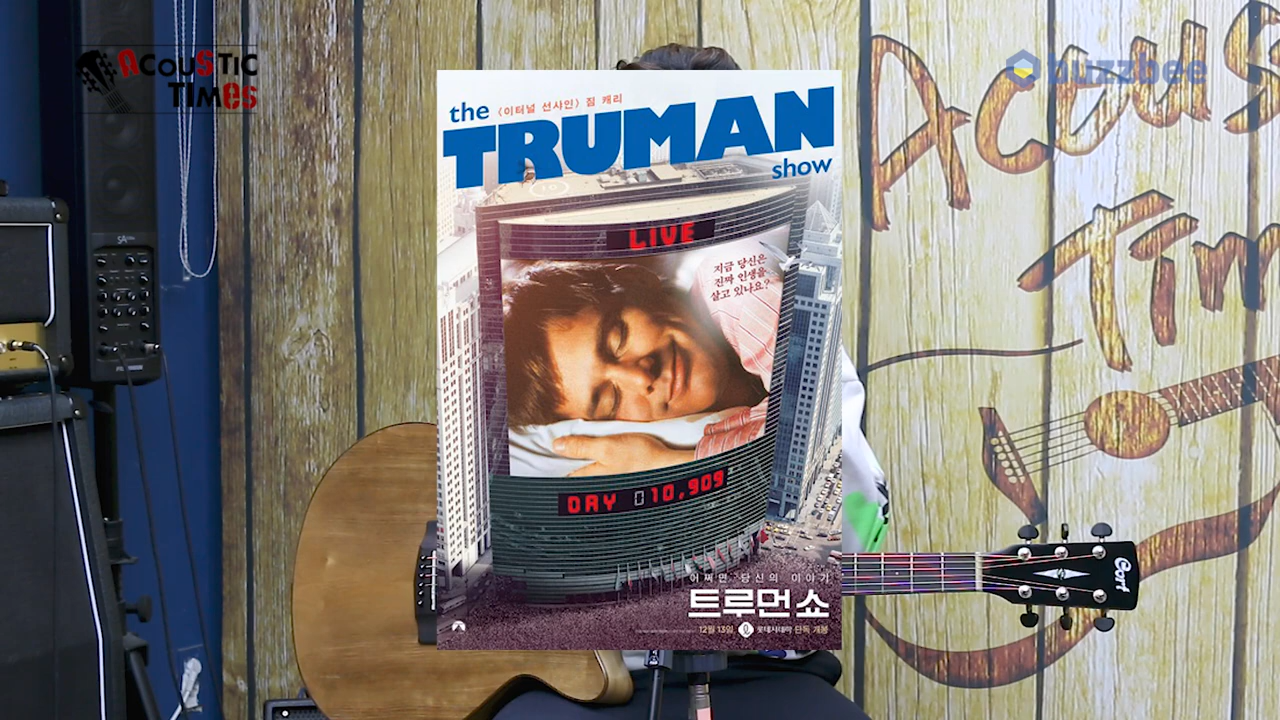 ACOUSTIC
TIMES
buzzbee
Acous
Tim
the
〈이터널 선샤인〉 짐 캐리
TRUMAN
show
LIVE
지금 당신은
진짜 인생을
살고 있나요?
DAY 010,909
어쩌면 당신의 이야기
트루먼 쇼
12월 13일 롯데시네마 단독 개봉
Cort